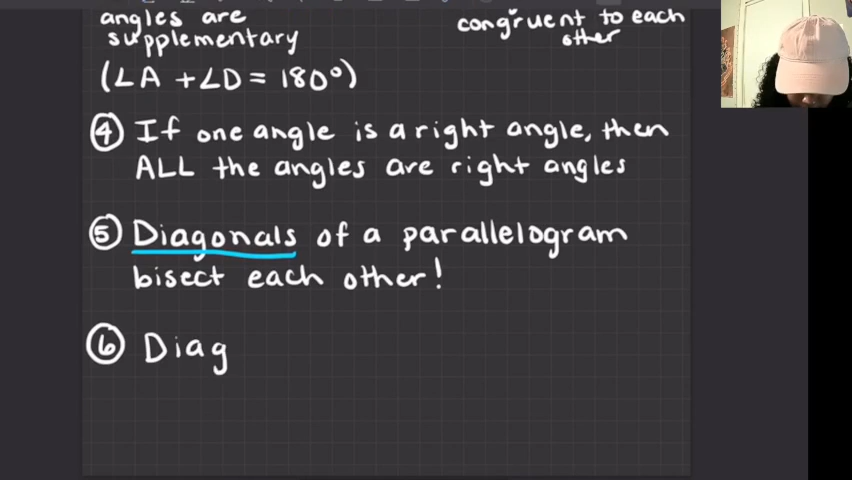 angles are
supplementary
congruent to each
other
(∠A + ∠D = 180°)
④ If one angle is a right angle, then
ALL the angles are right angles
⑤ Diagonals of a parallelogram
bisect each other!
⑥ Diag